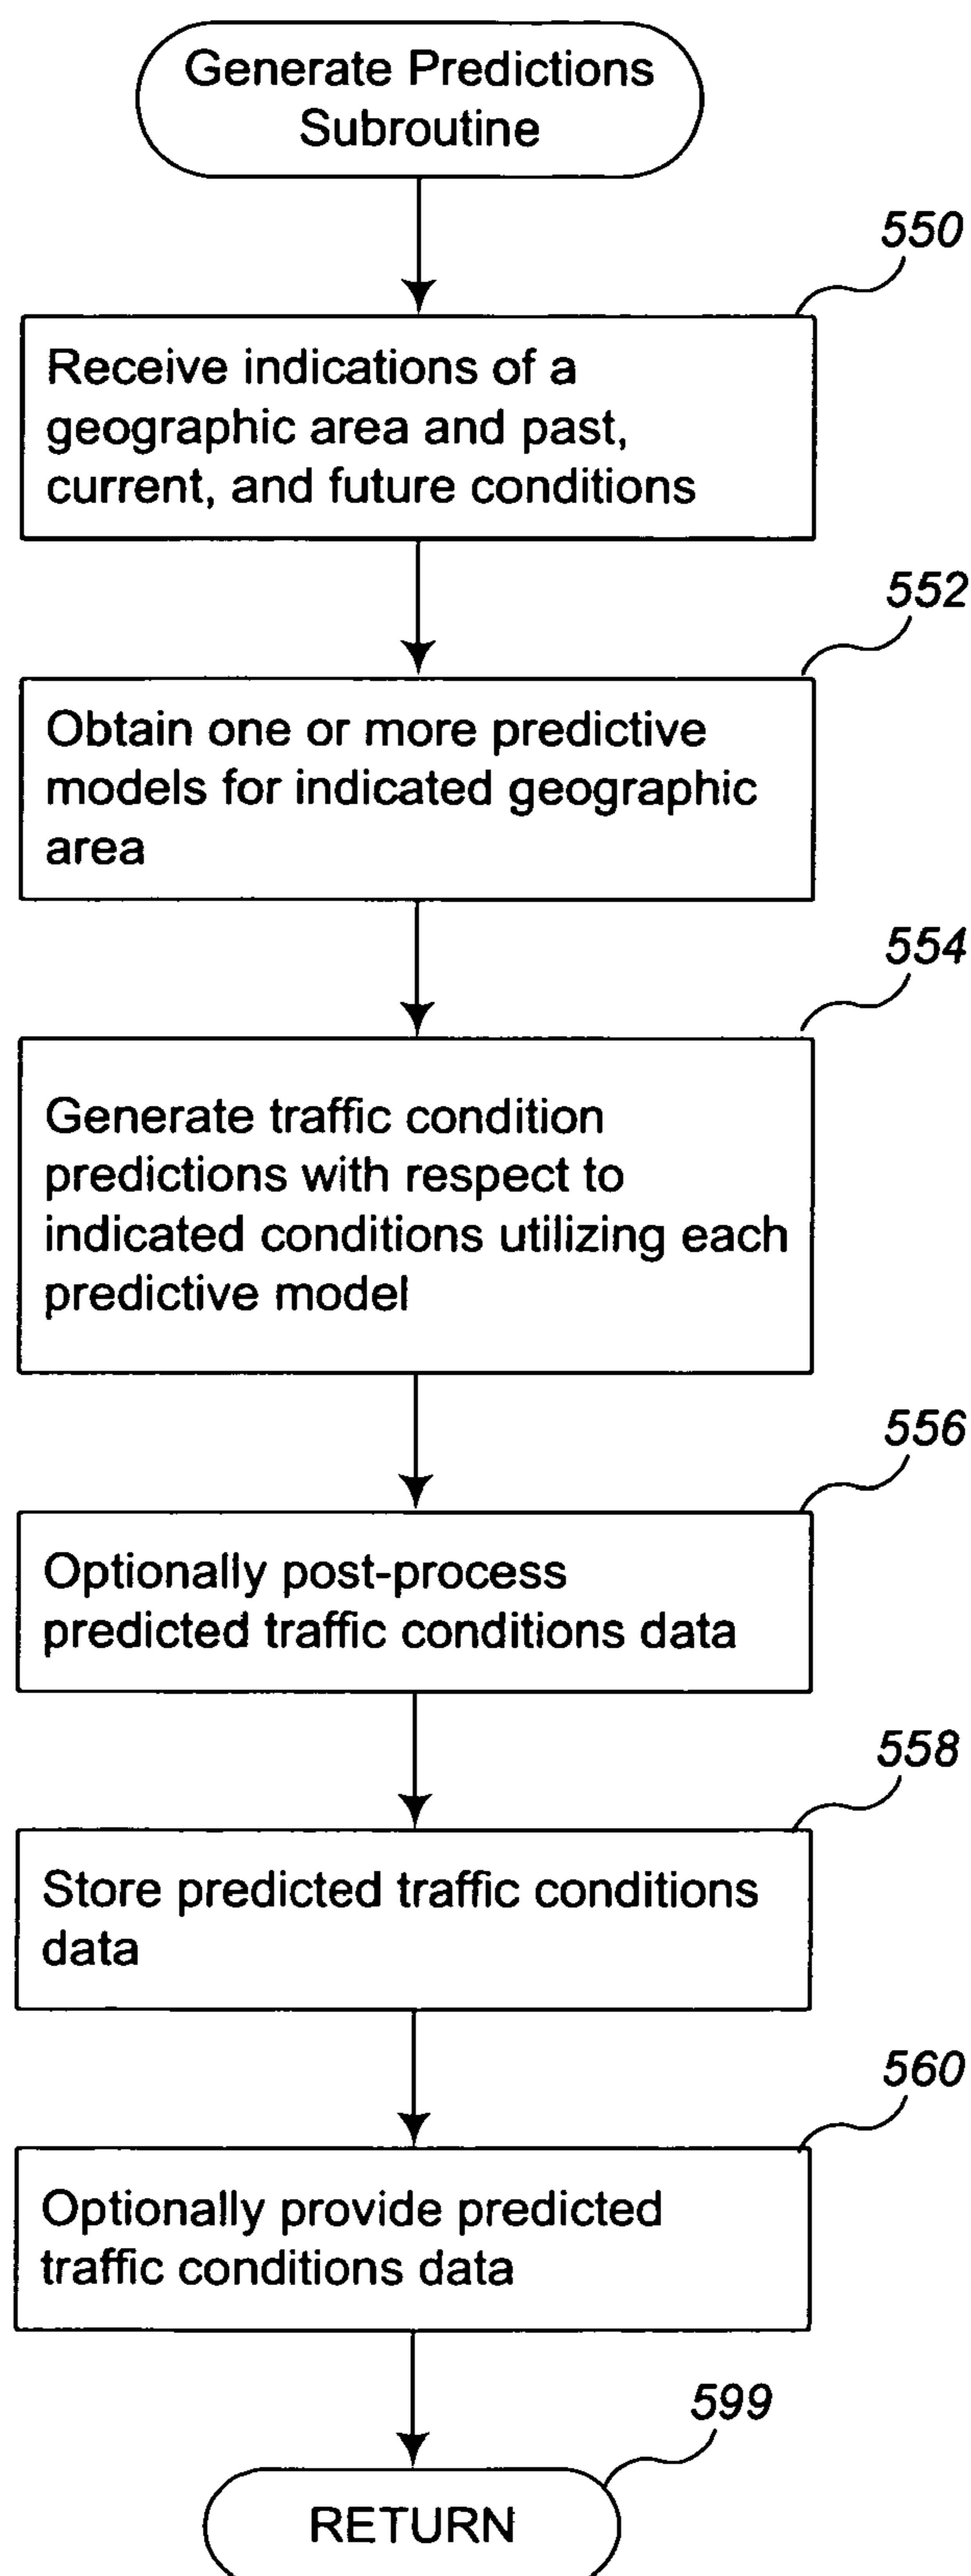 Generate Predictions
Subroutine
550
Receive indications of a
geographic area and past,
current, and future conditions
552
Obtain one or more predictive
models for indicated geographic
area
554
Generate traffic condition
predictions with respect to
indicated conditions utilizing each
predictive model
556
Optionally post-process
predicted traffic conditions data
558
Store predicted traffic conditions
data
560
Optionally provide predicted
traffic conditions data
599
RETURN